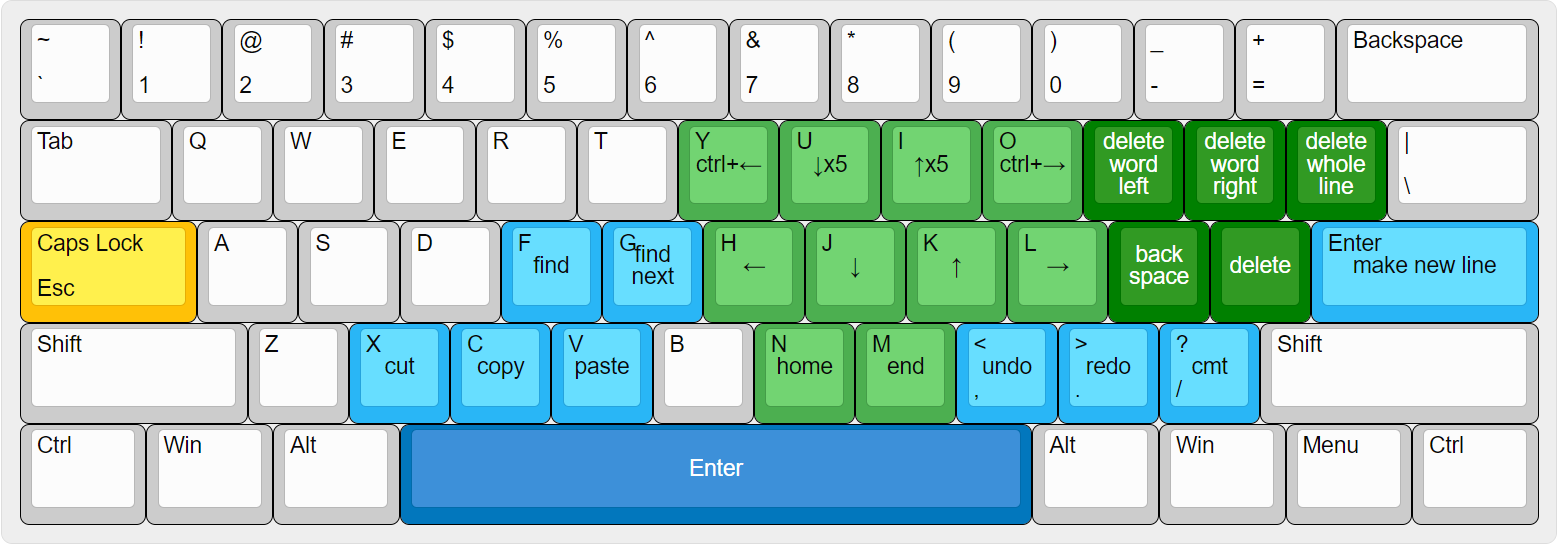 ~ ! @ # $ % ^ & * ( ) _ + Backspace
` 1 2 3 4 5 6 7 8 9 0 - =
Tab Q W E R T Y U I O delete delete delete |
ctrl+← ↓x5 ↑x5 ctrl+→ word word whole
left right line \
Caps Lock A S D F G H J K L Enter
find find next ← ↓ ↑ → back space delete make new line
Esc
Shift Z X C V B N M < > ? Shift
cut copy paste home end undo redo cmt
, . /
Ctrl Win Alt Enter Alt Win Menu Ctrl